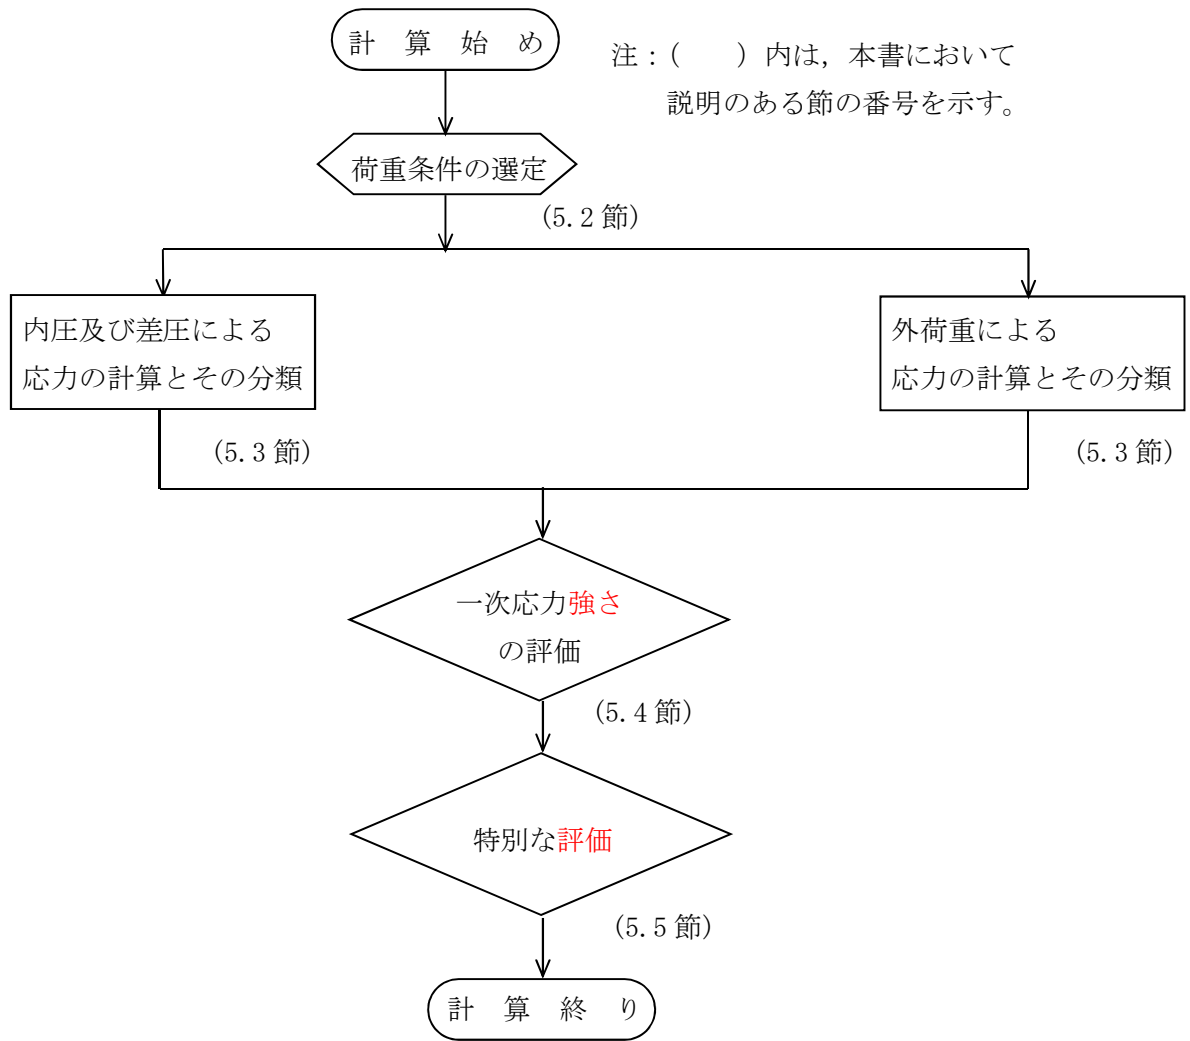 計 算 始 め
注：(　　) 内は，本書において
説明のある節の番号を示す。
荷重条件の選定
(5.2節)
内圧及び差圧による
応力の計算とその分類
(5.3節)
外荷重による
応力の計算とその分類
(5.3節)
一次応力強さ
の評価
(5.4節)
特別な評価
(5.5節)
計 算 終 り